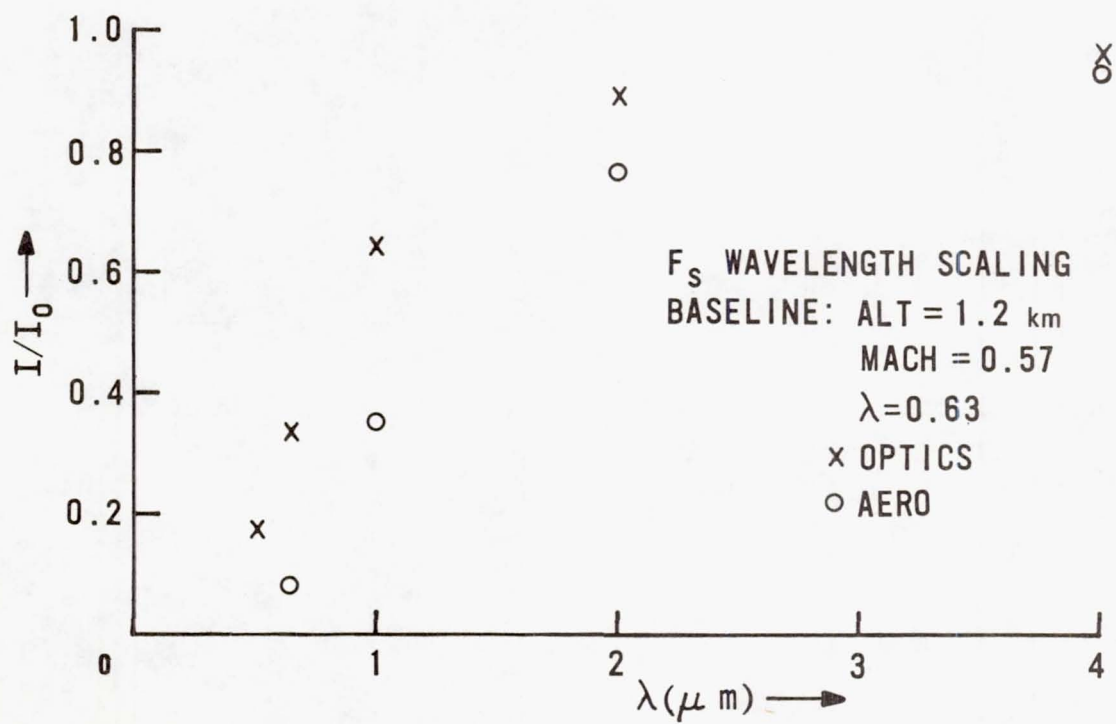 1.0
0.8
0.6
0.4
0.2
0
I/I₀
F_s WAVELENGTH SCALING
BASELINE: ALT = 1.2 km
MACH = 0.57
λ=0.63
x OPTICS
o AERO
1
2
3
4
λ(μ m)